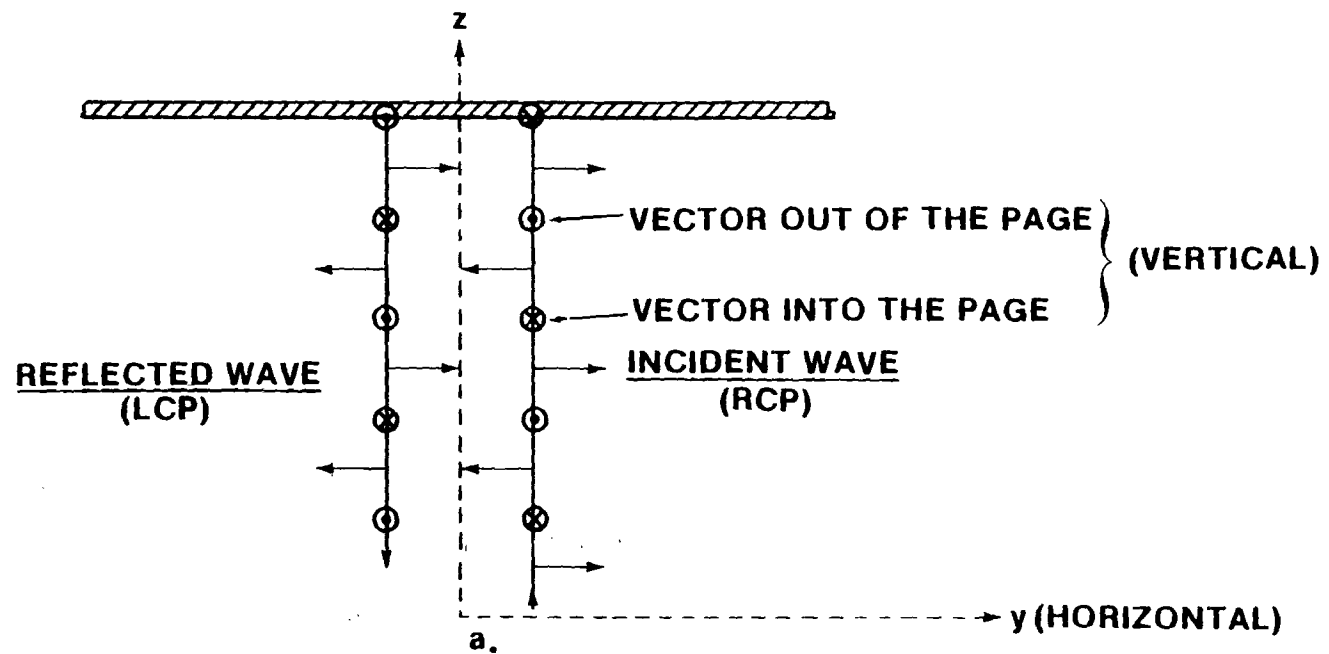 z
VECTOR OUT OF THE PAGE
(VERTICAL)
VECTOR INTO THE PAGE
REFLECTED WAVE
(LCP)
INCIDENT WAVE
(RCP)
y (HORIZONTAL)
a.